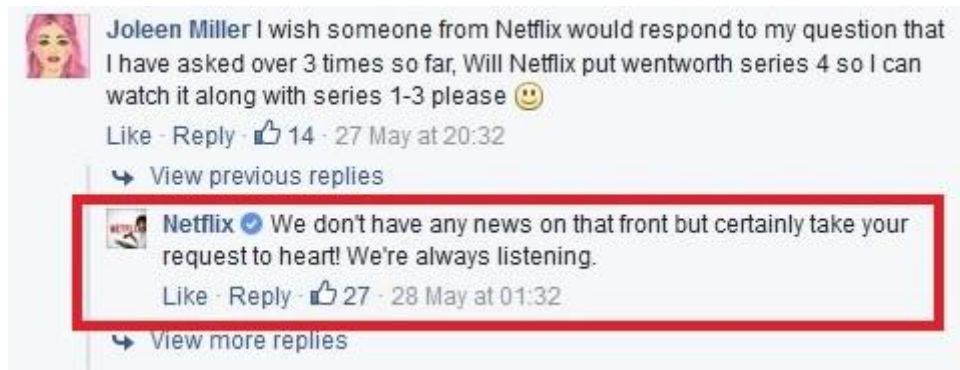 Joleen Miller I wish someone from Netflix would respond to my question that
I have asked over 3 times so far, Will Netflix put wentworth series 4 so I can
watch it along with series 1-3 please 🙂
Like · Reply · 14 · 27 May at 20:32
View previous replies
Netflix We don't have any news on that front but certainly take your
request to heart! We're always listening.
Like · Reply · 27 · 28 May at 01:32
View more replies